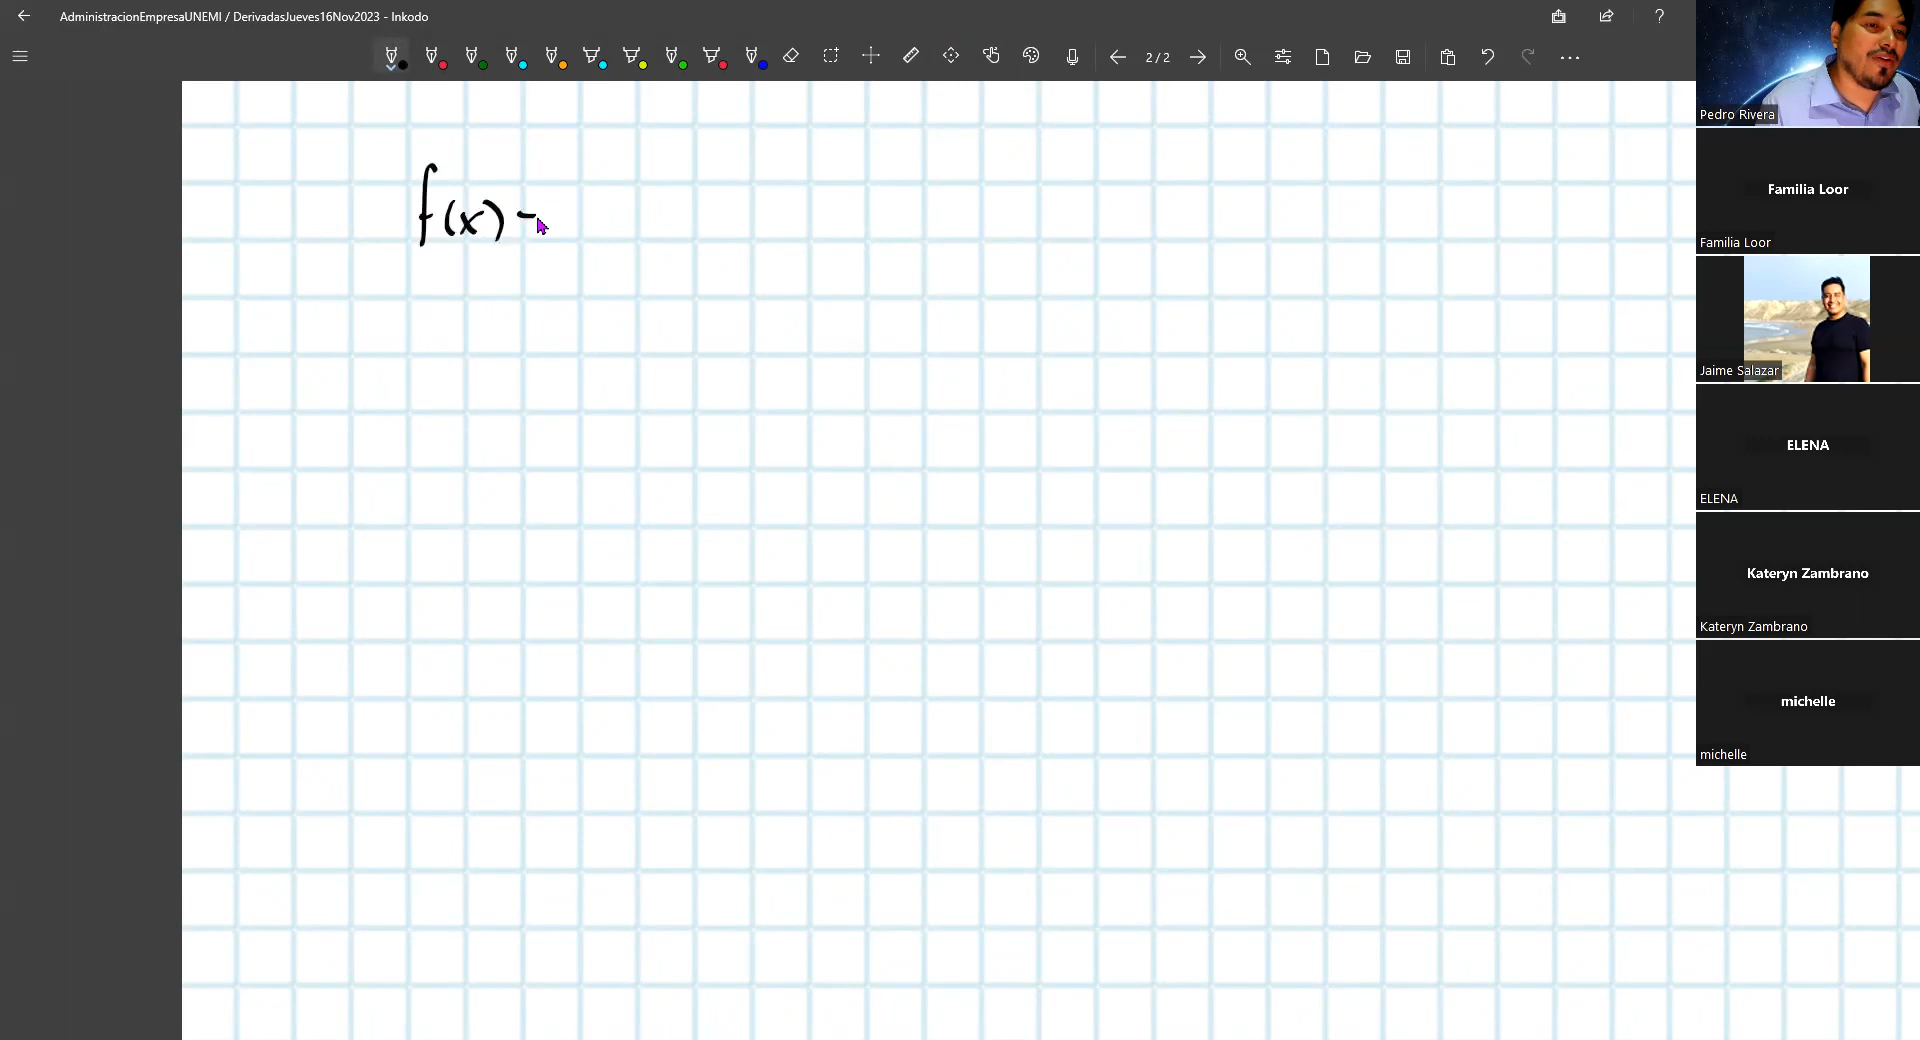 AdministracionEmpresaUNEMI / DerivadasJueves16Nov2023 - Inkodo
2 / 2
f(x) -
Pedro Rivera
Familia Loor
Familia Loor
Jaime Salazar
ELENA
ELENA
Kateryn Zambrano
Kateryn Zambrano
michelle
michelle